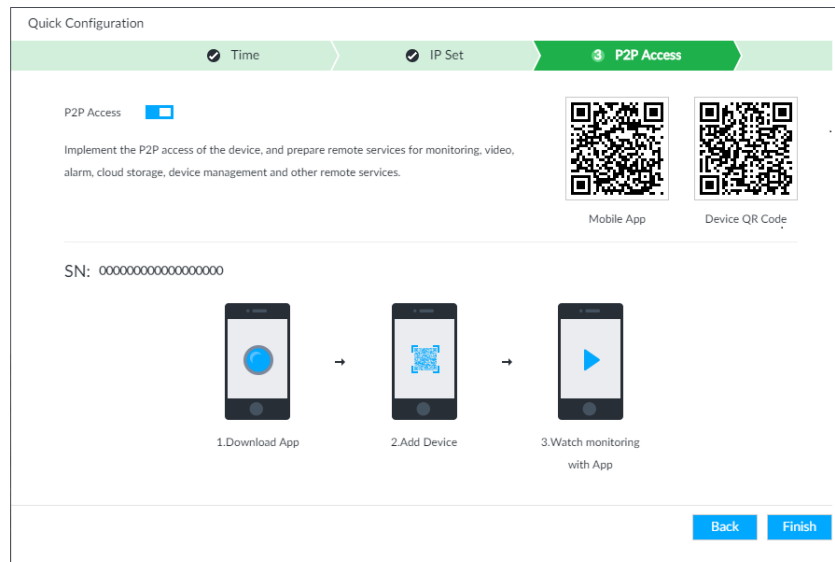 Quick Configuration
Time
IP Set
3 P2P Access
P2P Access
Implement the P2P access of the device, and prepare remote services for monitoring, video,
alarm, cloud storage, device management and other remote services.
Mobile App
Device QR Code
SN: 000000000000000000
1.Download App
2.Add Device
3.Watch monitoring
with App
Back
Finish